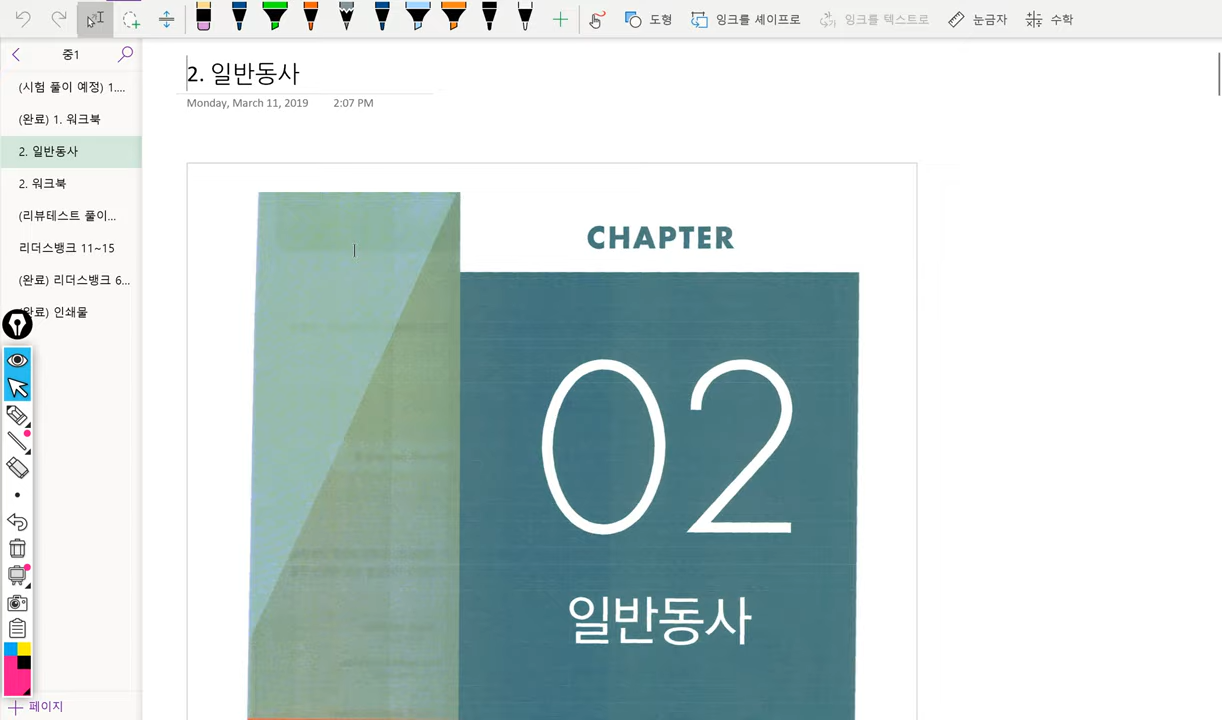 도형
잉크를 셰이프로
잉크를 텍스트로
눈금자
수학
중1
(시험 풀이 예정) 1....
(완료) 1. 워크북
2. 일반동사
2. 워크북
(리뷰테스트 풀이...
리더스뱅크 11~15
(완료) 리더스뱅크 6...
료) 인쇄물
페이지
2. 일반동사
Monday, March 11, 2019 2:07 PM
CHAPTER
02
일반동사